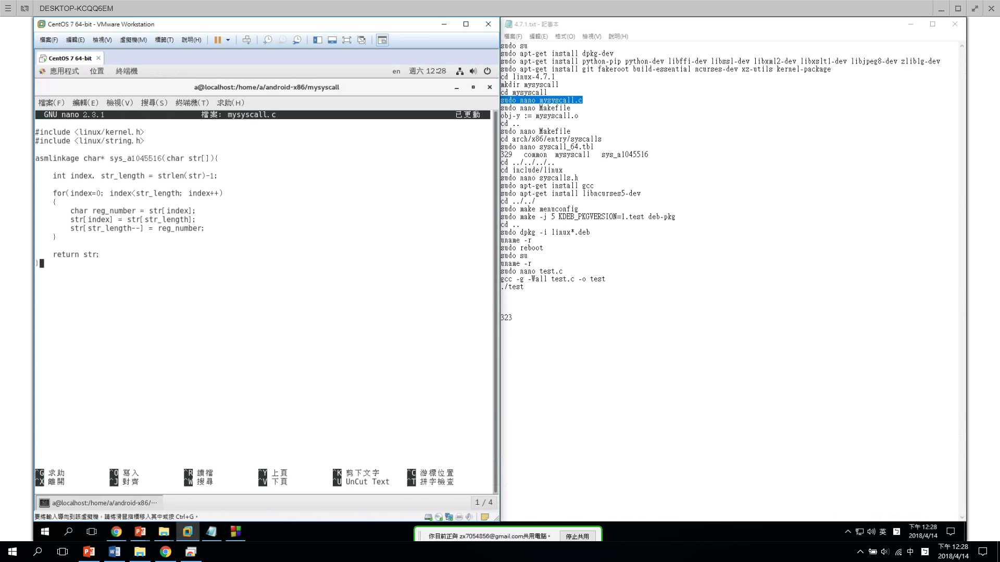 DESKTOP-KCQQ6EM
CentOS 7 64-bit - VMware Workstation
檔案(F) 編輯(E) 檢視(V) 虛擬機(M) 標籤(T) 說明(H)
CentOS 7 64-bit
應用程式 位置 終端機 en 週六 12:28
a@localhost:/home/a/android-x86/mysyscall
檔案(F) 編輯(E) 檢視(V) 搜尋(S) 終端機(T) 求助(H)
GNU nano 2.3.1 檔案: mysyscall.c 已更動
#include <linux/kernel.h>
#include <linux/string.h>
asmlinkage char* sys_a1045516(char str[]){
int index, str_length = strlen(str)-1;
for(index=0; index<str_length; index++)
{
char reg_number = str[index];
str[index] = str[str_length];
str[str_length--] = reg_number;
}
return str;
}
^G 求助 ^O 寫入 ^R 讀檔 ^Y 上頁 ^K 剪下文字 ^C 游標位置
^X 離開 ^J 對齊 ^W 搜尋 ^V 下頁 ^U UnCut Text ^T 拼字檢查
a@localhost:/home/a/android-x86/··· 1 / 4
要將輸入導向到該虛擬機，請將滑鼠指標移入其中或按 Ctrl+G。
4.7.1.txt - 記事本
檔案(F) 編輯(E) 格式(O) 檢視(V) 說明(H)
sudo su
sudo apt-get install dpkg-dev
sudo apt-get install python-pip python-dev libffi-dev libssl-dev libxml2-dev libxslt1-dev libjpeg8-dev zlib1g-dev
sudo apt-get install git fakeroot build-essential ncurses-dev xz-utils kernel-package
cd linux-4.7.1
mkdir mysyscall
cd mysyscall
sudo nano mysyscall.c
sudo nano Makefile
obj-y := mysyscall.o
cd ..
sudo nano Makefile
cd arch/x86/entry/syscalls
sudo nano syscall_64.tbl
329 common mysyscall sys_a1045516
cd ../../../..
cd include/linux
sudo nano syscalls.h
sudo apt-get install gcc
sudo apt-get install libncurses5-dev
cd ../../
sudo make menuconfig
sudo make -j 5 KDEB_PKGVERSION=1.test deb-pkg
cd ..
sudo dpkg -i linux*.deb
uname -r
sudo reboot
sudo su
uname -r
sudo nano test.c
gcc -g -Wall test.c -o test
./test
323
你目前正與 zx7054856@gmail.com共用電腦。 停止共用
英 下午 12:28
2018/4/14
中 下午 12:28
2018/4/14